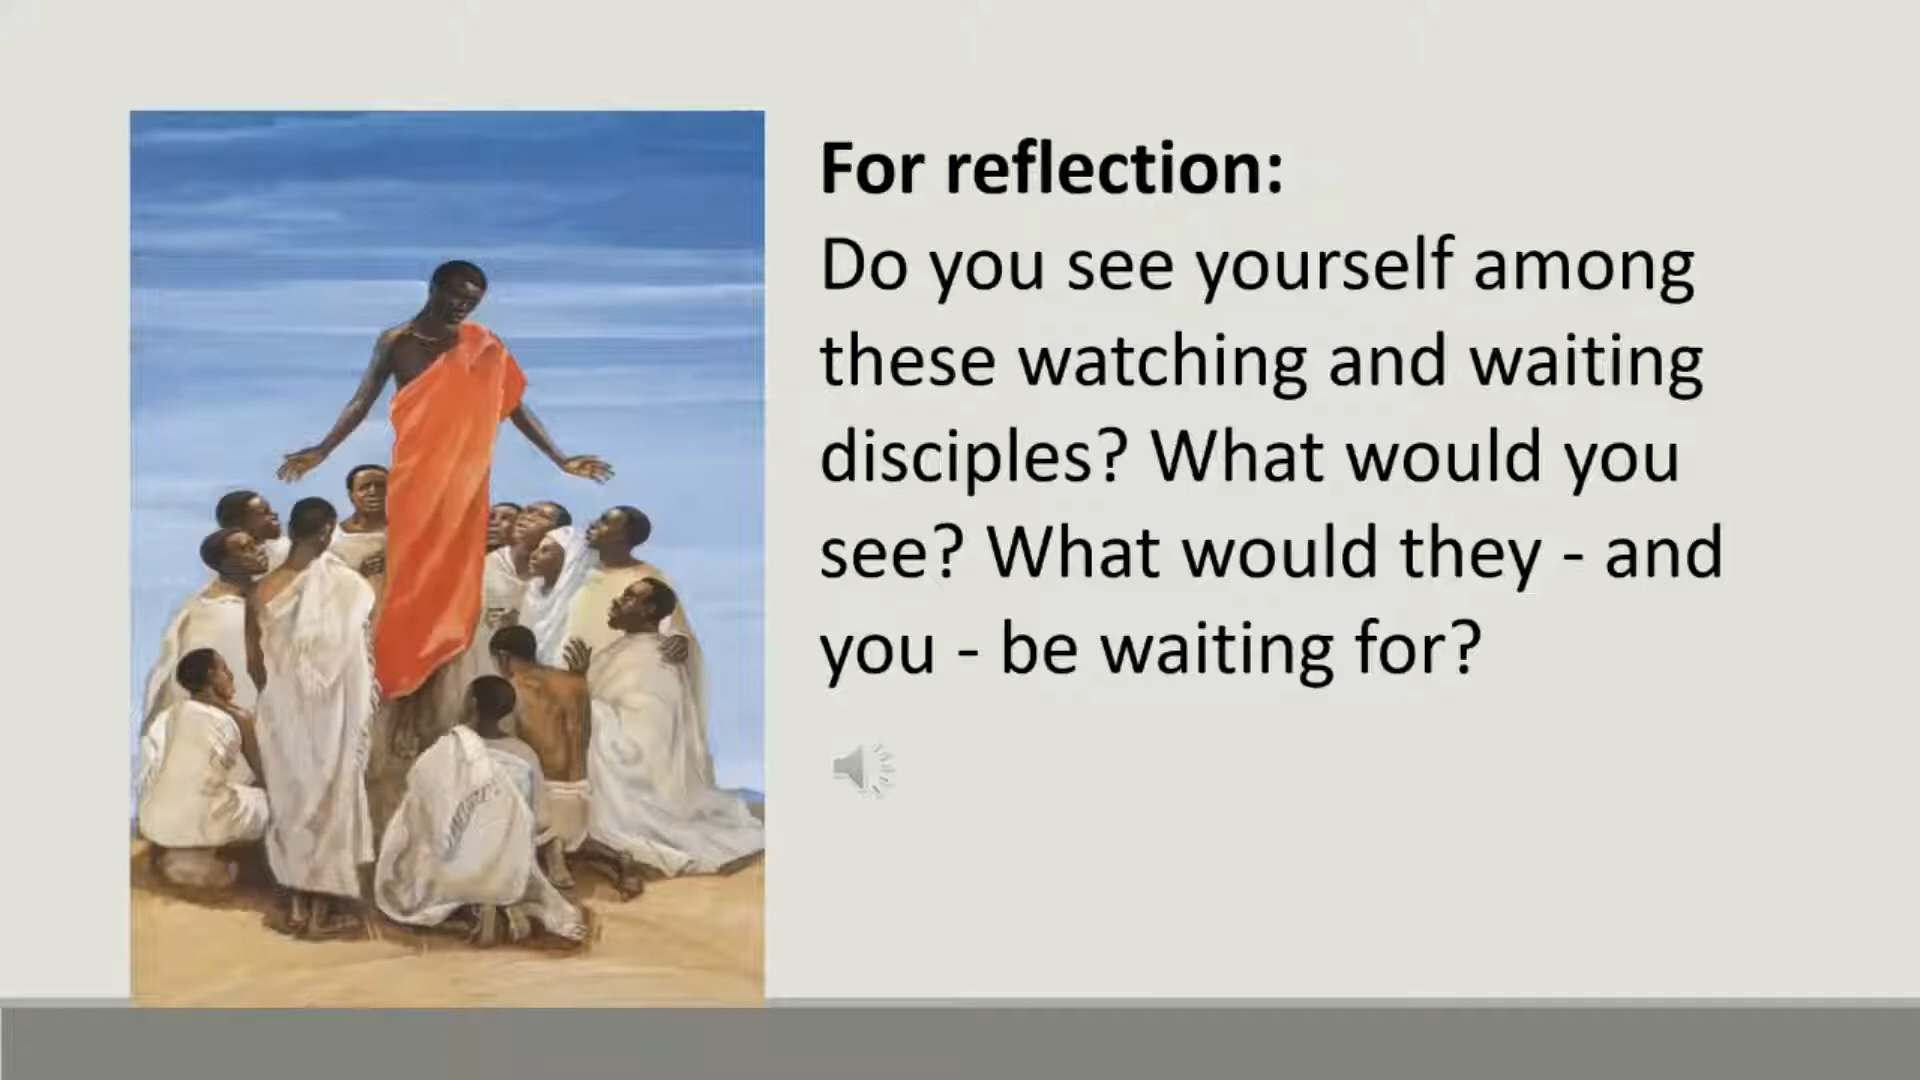 For reflection:
Do you see yourself among
these watching and waiting
disciples? What would you
see? What would they - and
you - be waiting for?